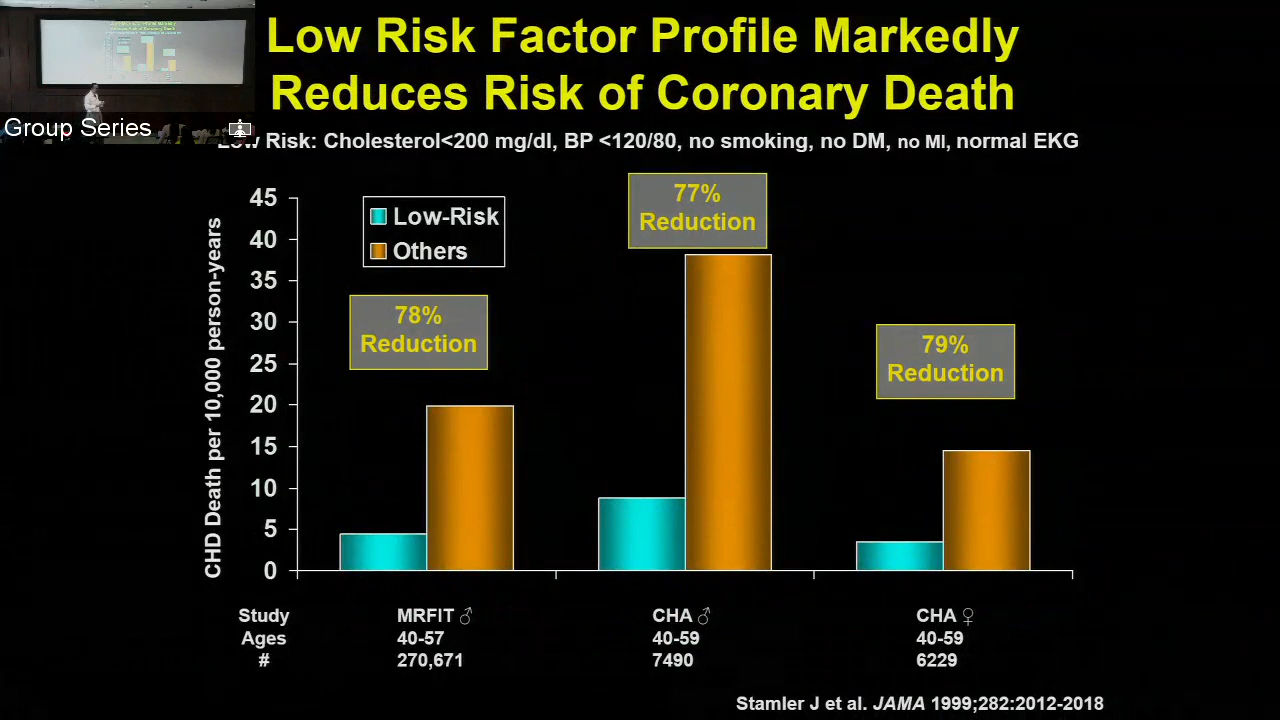 Low Risk Factor Profile Markedly
Reduces Risk of Coronary Death
Group Series
Risk: Cholesterol<200 mg/dl, BP <120/80, no smoking, no DM, no MI, normal EKG
CHD Death per 10,000 person-years
45
40
35
30
25
20
15
10
5
0
Low-Risk
Others
78%
Reduction
77%
Reduction
79%
Reduction
Study MRFIT ♂ CHA ♂ CHA ♀
Ages 40-57 40-59 40-59
# 270,671 7490 6229
Stamler J et al. JAMA 1999;282:2012-2018